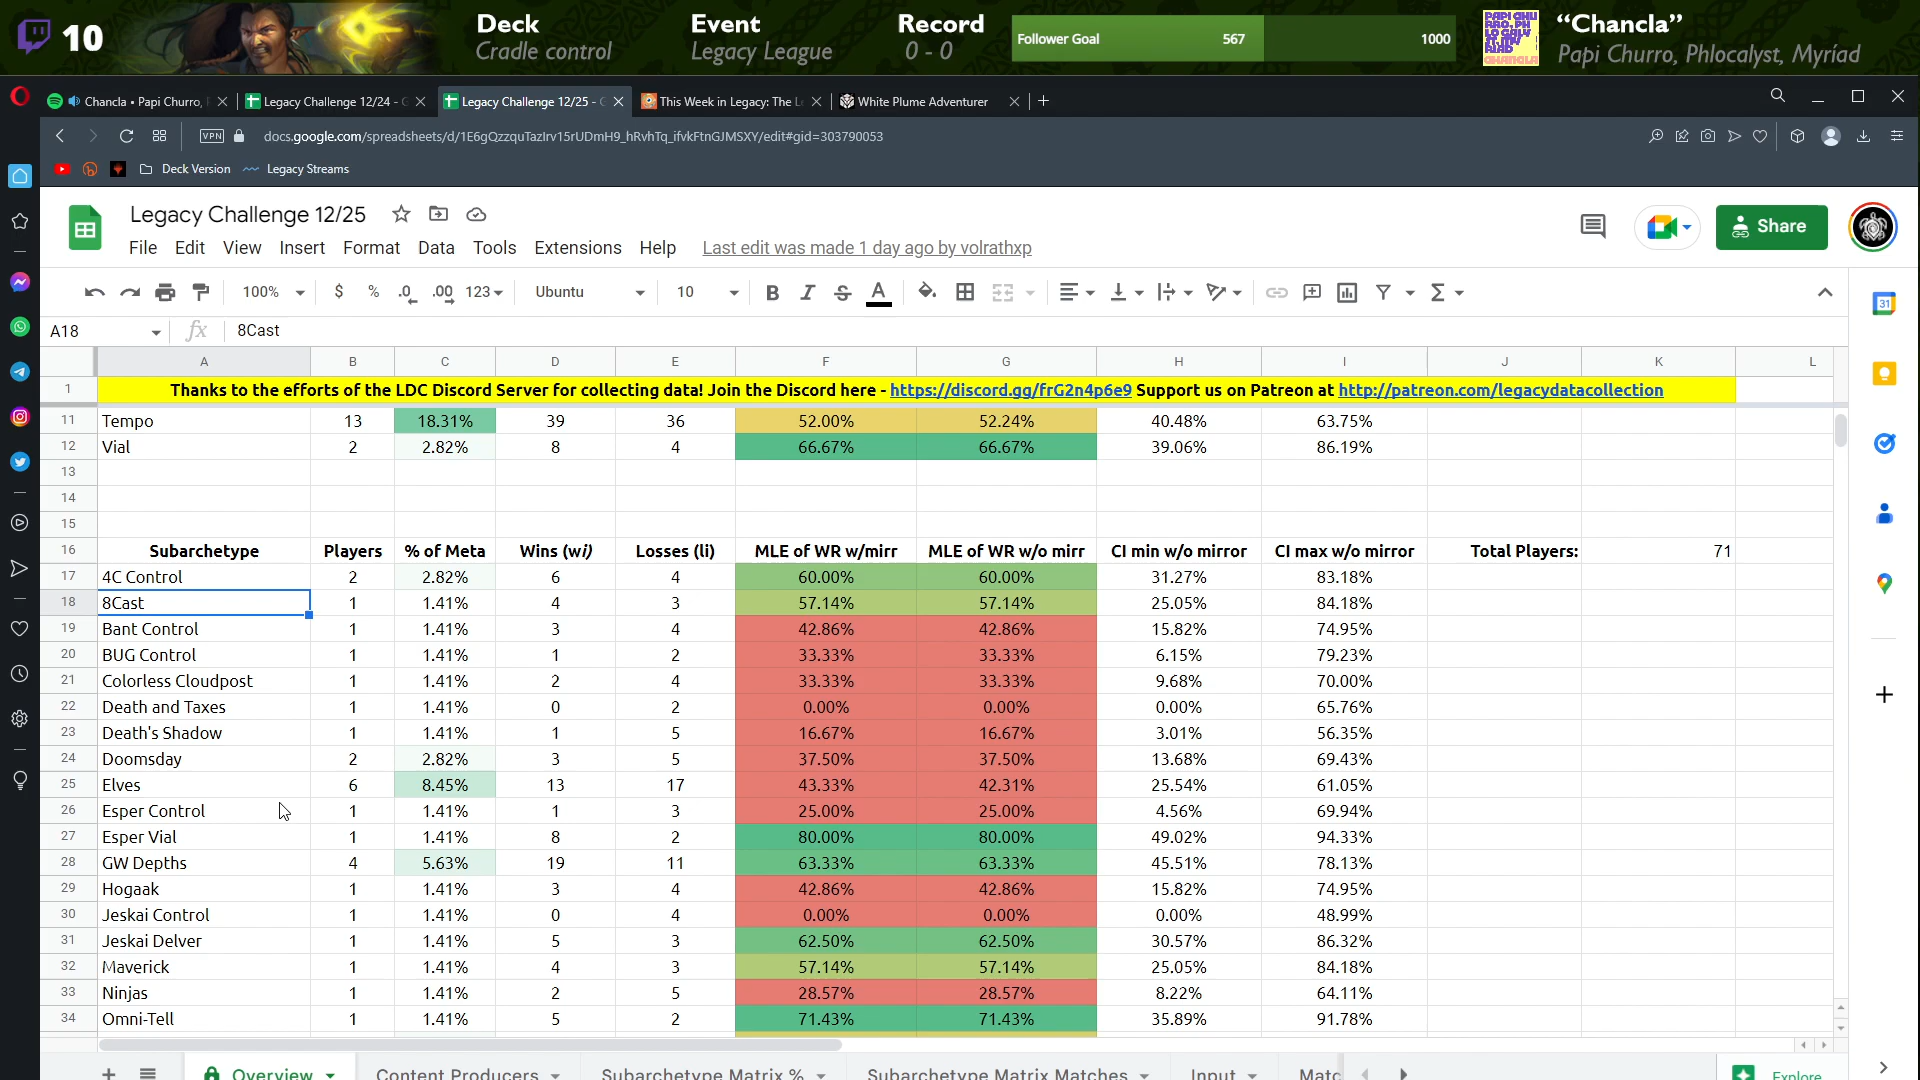 10
Deck
Cradle control
Event
Legacy League
Record
0 - 0
Follower Goal 567 1000
“Chancla”
Papi Churro, Phlocalyst, Myríad
Chancla • Papi Churro,
Legacy Challenge 12/24 - G
Legacy Challenge 12/25 - G
This Week in Legacy: The L
White Plume Adventurer
VPN docs.google.com/spreadsheets/d/1E6gQzzquTazIrv15rUDmH9_hRvhTq_ifvkFtnGJMSXY/edit#gid=303790053
Deck Version Legacy Streams
Legacy Challenge 12/25
File Edit View Insert Format Data Tools Extensions Help Last edit was made 1 day ago by volrathxp
Share
100% $ % .0 .00 123 Ubuntu 10 B I S A
A18 fx 8Cast
A B C D E F G H I J K L
1 Thanks to the efforts of the LDC Discord Server for collecting data! Join the Discord here - https://discord.gg/frG2n4p6e9 Support us on Patreon at http://patreon.com/legacydatacollection
11 Tempo 13 18.31% 39 36 52.00% 52.24% 40.48% 63.75%
12 Vial 2 2.82% 8 4 66.67% 66.67% 39.06% 86.19%
13
14
15
16 Subarchetype Players % of Meta Wins (wi) Losses (li) MLE of WR w/mirr MLE of WR w/o mirr CI min w/o mirror CI max w/o mirror Total Players: 71
17 4C Control 2 2.82% 6 4 60.00% 60.00% 31.27% 83.18%
18 8Cast 1 1.41% 4 3 57.14% 57.14% 25.05% 84.18%
19 Bant Control 1 1.41% 3 4 42.86% 42.86% 15.82% 74.95%
20 BUG Control 1 1.41% 1 2 33.33% 33.33% 6.15% 79.23%
21 Colorless Cloudpost 1 1.41% 2 4 33.33% 33.33% 9.68% 70.00%
22 Death and Taxes 1 1.41% 0 2 0.00% 0.00% 0.00% 65.76%
23 Death's Shadow 1 1.41% 1 5 16.67% 16.67% 3.01% 56.35%
24 Doomsday 2 2.82% 3 5 37.50% 37.50% 13.68% 69.43%
25 Elves 6 8.45% 13 17 43.33% 42.31% 25.54% 61.05%
26 Esper Control 1 1.41% 1 3 25.00% 25.00% 4.56% 69.94%
27 Esper Vial 1 1.41% 8 2 80.00% 80.00% 49.02% 94.33%
28 GW Depths 4 5.63% 19 11 63.33% 63.33% 45.51% 78.13%
29 Hogaak 1 1.41% 3 4 42.86% 42.86% 15.82% 74.95%
30 Jeskai Control 1 1.41% 0 4 0.00% 0.00% 0.00% 48.99%
31 Jeskai Delver 1 1.41% 5 3 62.50% 62.50% 30.57% 86.32%
32 Maverick 1 1.41% 4 3 57.14% 57.14% 25.05% 84.18%
33 Ninjas 1 1.41% 2 5 28.57% 28.57% 8.22% 64.11%
34 Omni-Tell 1 1.41% 5 2 71.43% 71.43% 35.89% 91.78%
Overview Content Producers Subarchetype Matrix % Subarchetype Matrix Matches Input Matc Explore